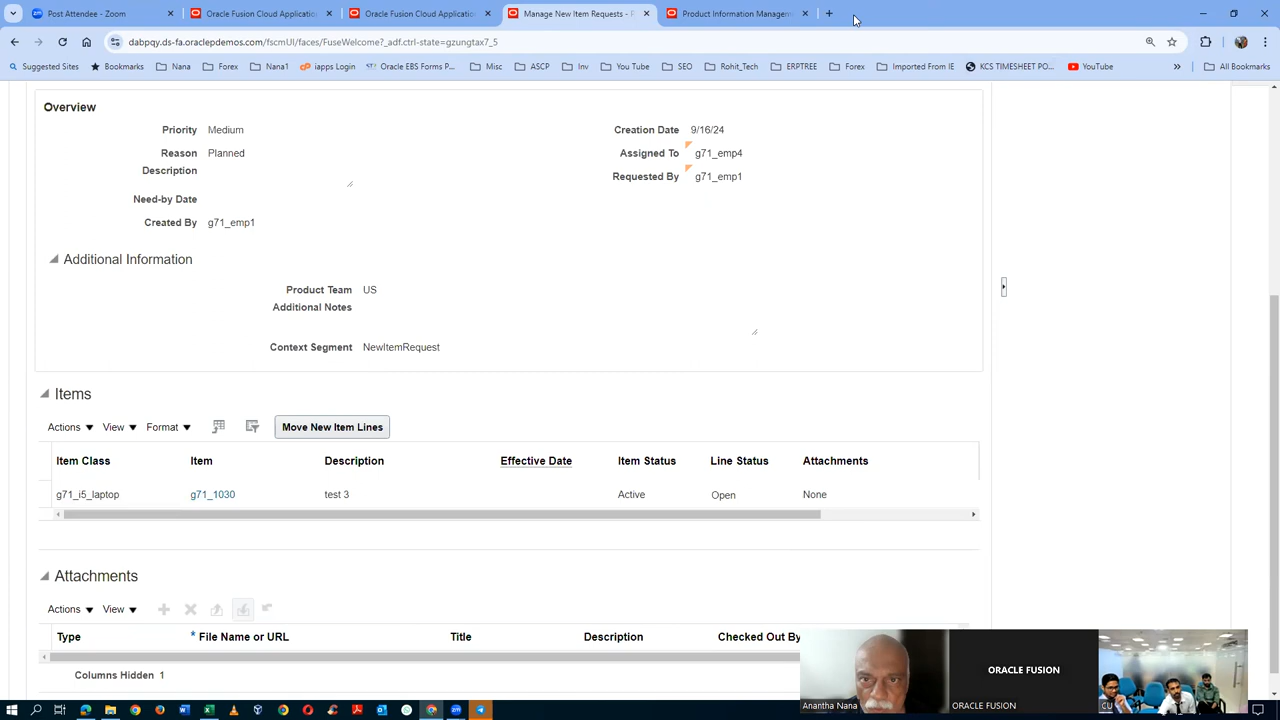 Post Attendee - Zoom
Oracle Fusion Cloud Application
Oracle Fusion Cloud Application
Manage New Item Requests - P
Product Information Managem
dabpqy.ds-fa.oraclepdemos.com/fscmUI/faces/FuseWelcome?_adf.ctrl-state=gzungtax7_5
Suggested Sites
Bookmarks
Nana
Forex
Nana1
iapps Login
Oracle EBS Forms P...
Misc
ASCP
Inv
You Tube
SEO
Rohit_Tech
ERPTREE
Forex
Imported From IE
KCS TIMESHEET PO...
YouTube
All Bookmarks
Overview
Priority Medium
Creation Date 9/16/24
Reason Planned
Assigned To g71_emp4
Description
Requested By g71_emp1
Need-by Date
Created By g71_emp1
Additional Information
Product Team US
Additional Notes
Context Segment NewItemRequest
Items
Actions View Format Move New Item Lines
Item Class Item Description Effective Date Item Status Line Status Attachments
g71_i5_laptop g71_1030 test 3 Active Open None
Attachments
Actions View
Type * File Name or URL Title Description Checked Out By
Columns Hidden 1
ORACLE FUSION
Anantha Nana
ORACLE FUSION
CU